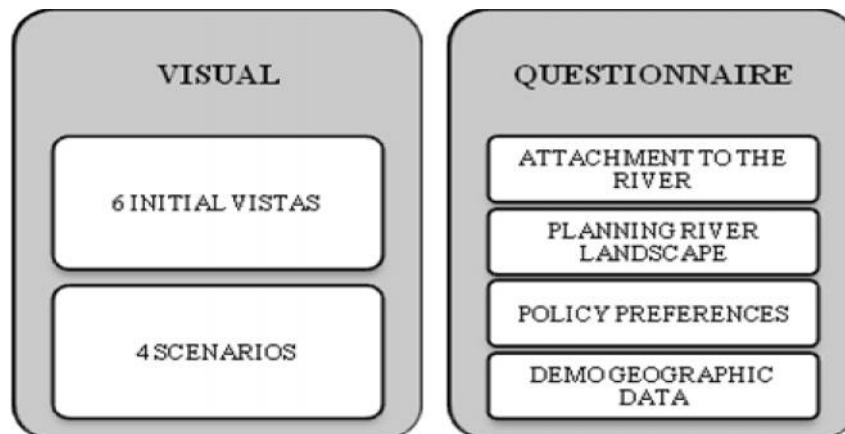 VISUAL
6 INITIAL VISTAS
4 SCENARIOS
QUESTIONNAIRE
ATTACHMENT TO THE
RIVER
PLANNING RIVER
LANDSCAPE
POLICY PREFERENCES
DEMOGEOGRAPHIC
DATA